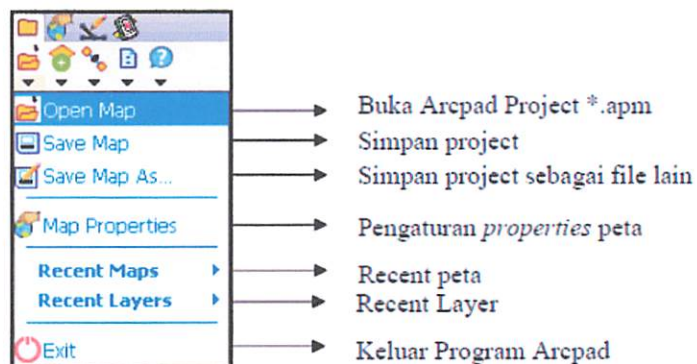 Open Map
Buka Arcpad Project *.apm
Save Map
Simpan project
Save Map As...
Simpan project sebagai file lain
Map Properties
Pengaturan properties peta
Recent Maps
Recent peta
Recent Layers
Recent Layer
Exit
Keluar Program Arcpad